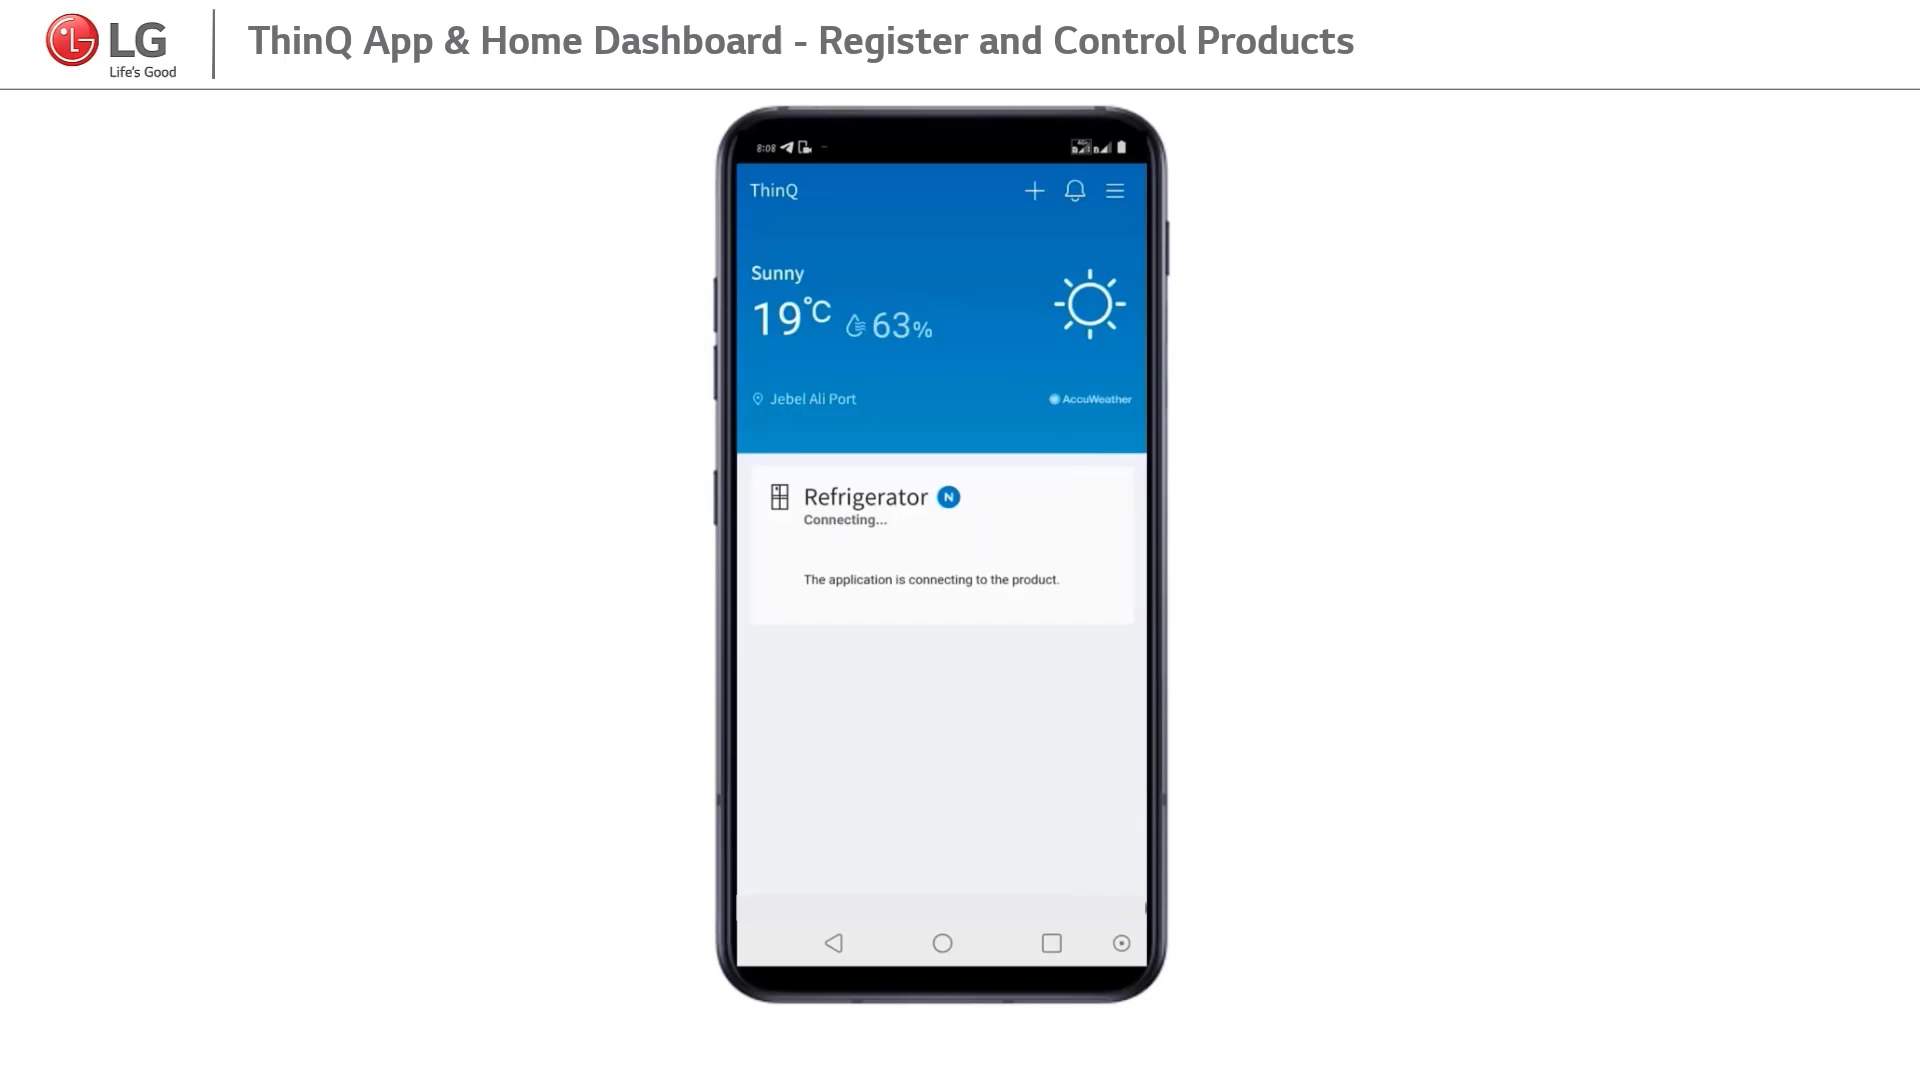 LG
Life's Good
ThinQ App & Home Dashboard - Register and Control Products
8:08
ThinQ
Sunny
19°C 63%
Jebel Ali Port
AccuWeather
Refrigerator N
Connecting...
The application is connecting to the product.